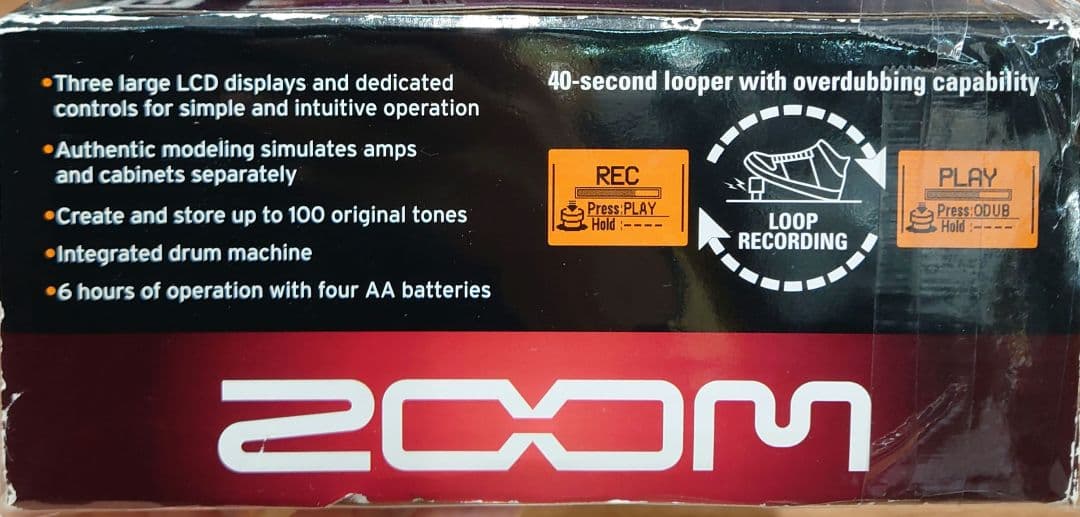 •Three large LCD displays and dedicated
controls for simple and intuitive operation
•Authentic modeling simulates amps
and cabinets separately
•Create and store up to 100 original tones
•Integrated drum machine
•6 hours of operation with four AA batteries
40-second looper with overdubbing capability
REC
Press:PLAY
Hold :----
LOOP
RECORDING
PLAY
Press:ODUB
Hold :----
ZOOM